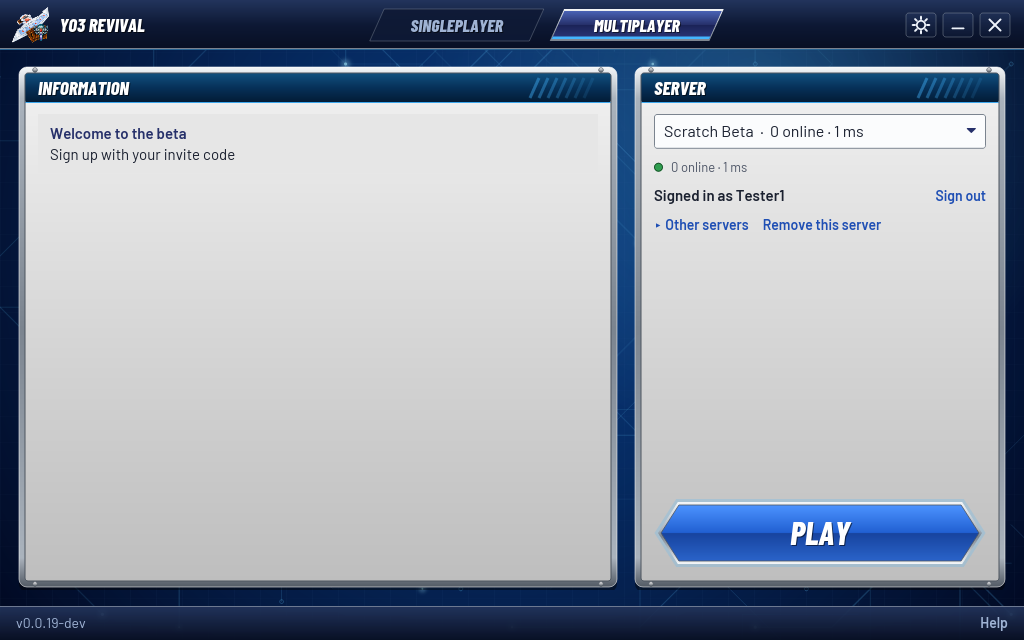 YO3 REVIVAL
SINGLEPLAYER
MULTIPLAYER
INFORMATION
Welcome to the beta
Sign up with your invite code
SERVER
Scratch Beta · 0 online · 1 ms
0 online · 1 ms
Signed in as Tester1
Sign out
Other servers
Remove this server
PLAY
v0.0.19-dev
Help